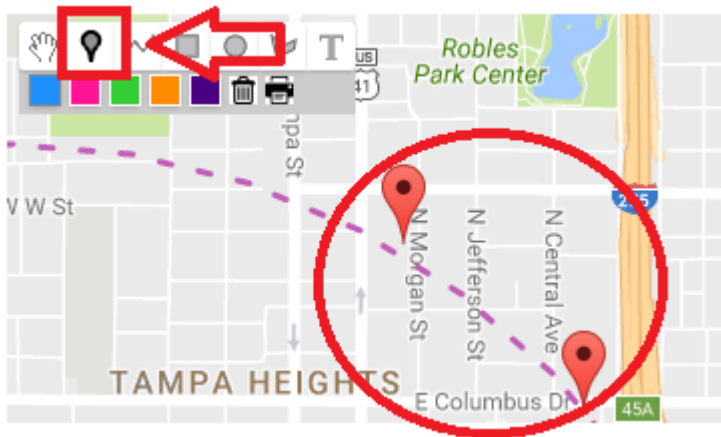 T
US
41
Robles
Park Center
pa St
W St
275
N Morgan St
N Jefferson St
N Central Ave
TAMPA HEIGHTS
E Columbus D
45A